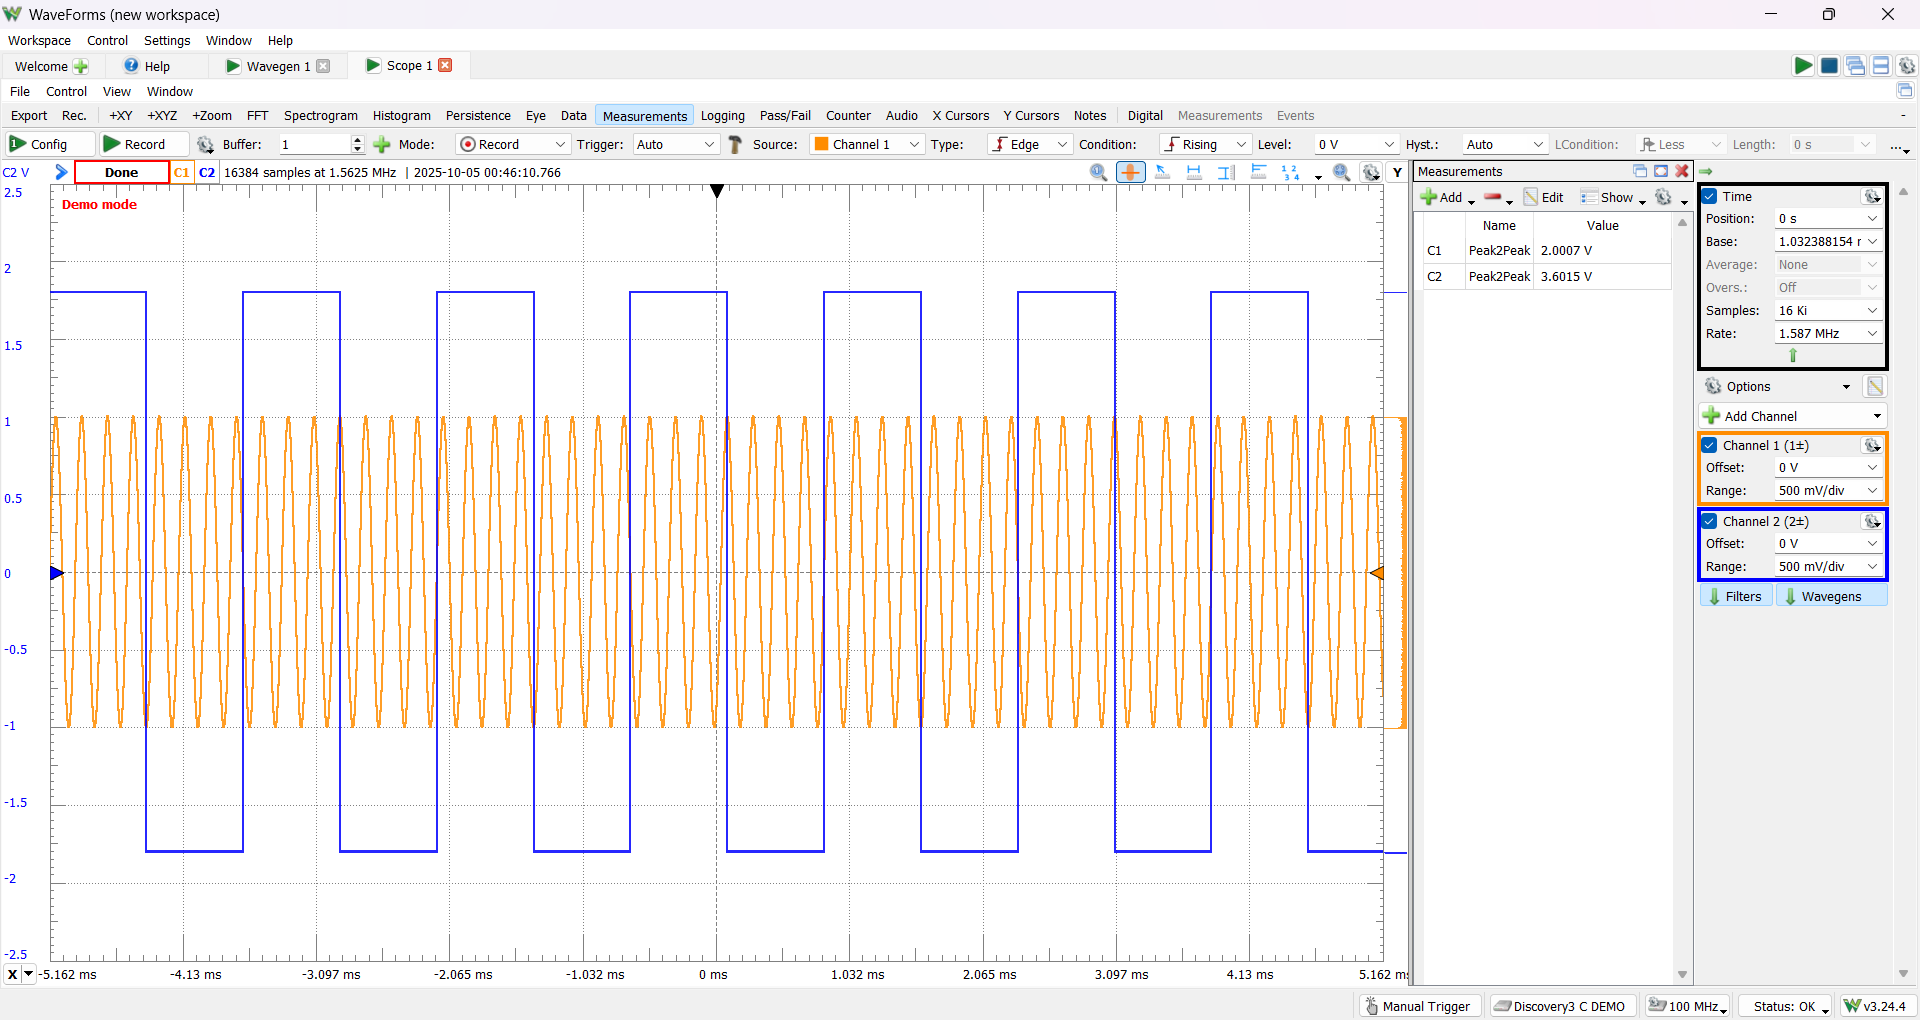 WaveForms (new workspace)
Workspace Control Settings Window Help
Welcome Help Wavegen 1 Scope 1
File Control View Window
Export Rec. +XY +XYZ +Zoom FFT Spectrogram Histogram Persistence Eye Data Measurements Logging Pass/Fail Counter Audio X Cursors Y Cursors Notes Digital Measurements Events
Config Record Buffer: 1 Mode: Record Trigger: Auto Source: Channel 1 Type: Edge Condition: Rising Level: 0 V Hyst.: Auto LCondition: Less Length: 0 s ...
C2 V Done C1 C2 16384 samples at 1.5625 MHz | 2025-10-05 00:46:10.766 Y
Demo mode
2.5
2
1.5
1
0.5
0
-0.5
-1
-1.5
-2
-2.5
X -5.162 ms -4.13 ms -3.097 ms -2.065 ms -1.032 ms 0 ms 1.032 ms 2.065 ms 3.097 ms 4.13 ms 5.162 ms
Measurements
Add Edit Show
Name Value
C1 Peak2Peak 2.0007 V
C2 Peak2Peak 3.6015 V
Time
Position: 0 s
Base: 1.032388154 r
Average: None
Overs.: Off
Samples: 16 Ki
Rate: 1.587 MHz
Options
Add Channel
Channel 1 (1±)
Offset: 0 V
Range: 500 mV/div
Channel 2 (2±)
Offset: 0 V
Range: 500 mV/div
Filters Wavegens
Manual Trigger Discovery3 C DEMO 100 MHz Status: OK v3.24.4